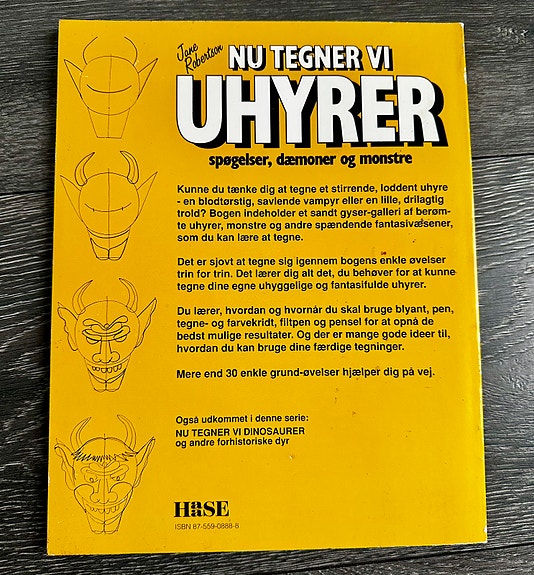 Jane
Robertson
NU TEGNER VI
UHYRER
spøgelser, dæmoner og monstre
Kunne du tænke dig at tegne et stirrende, loddent uhyre
- en blodtørstig, savlende vampyr eller en lille, drilagtig
trold? Bogen indeholder et sandt gyser-galleri af berøm-
te uhyrer, monstre og andre spændende fantasivæsener,
som du kan lære at tegne.
Det er sjovt at tegne sig igennem bogens enkle øvelser
trin for trin. Det lærer dig alt det, du behøver for at kunne
tegne dine egne uhyggelige og fantasifulde uhyrer.
Du lærer, hvordan og hvornår du skal bruge blyant, pen,
tegne- og farvekridt, filtpen og pensel for at opnå de
bedst mulige resultater. Og der er mange gode ideer til,
hvordan du kan bruge dine færdige tegninger.
Mere end 30 enkle grund-øvelser hjælper dig på vej.
Også udkommet i denne serie:
NU TEGNER VI DINOSAURER
og andre forhistoriske dyr
HAASE
ISBN 87-559-0888-8